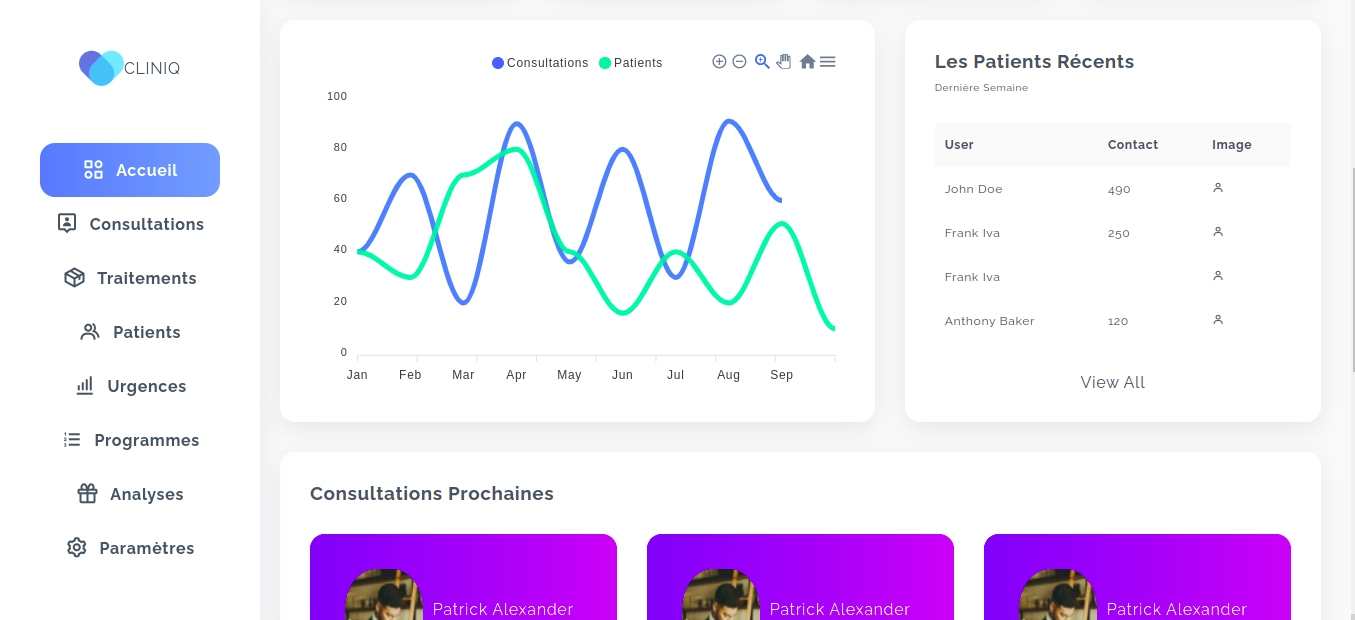 CLINIQ
Accueil
Consultations
Traitements
Patients
Urgences
Programmes
Analyses
Paramètres
Consultations Patients
100
80
60
40
20
0
Jan Feb Mar Apr May Jun Jul Aug Sep
Les Patients Récents
Dernière Semaine
User Contact Image
John Doe 490
Frank Iva 250
Frank Iva
Anthony Baker 120
View All
Consultations Prochaines
Patrick Alexander Patrick Alexander Patrick Alexander